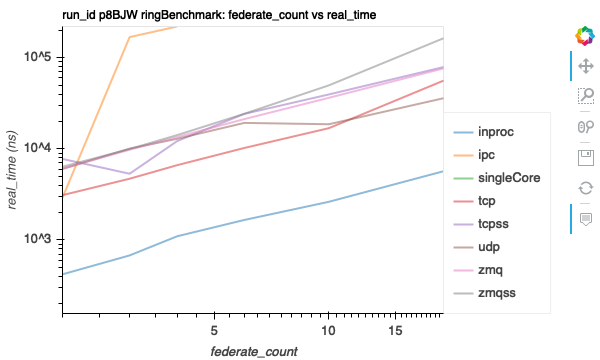 run_id p8BJW ringBenchmark: federate_count vs real_time
real_time (ns)
10^5
10^4
10^3
5
10
15
federate_count
inproc
ipc
singleCore
tcp
tcpss
udp
zmq
zmqss